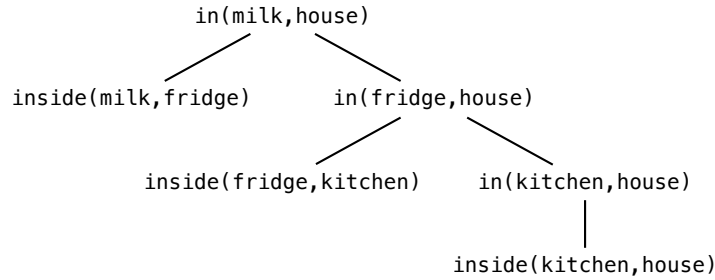 in(milk,house)
inside(milk,fridge)
in(fridge,house)
inside(fridge,kitchen)
in(kitchen,house)
inside(kitchen,house)